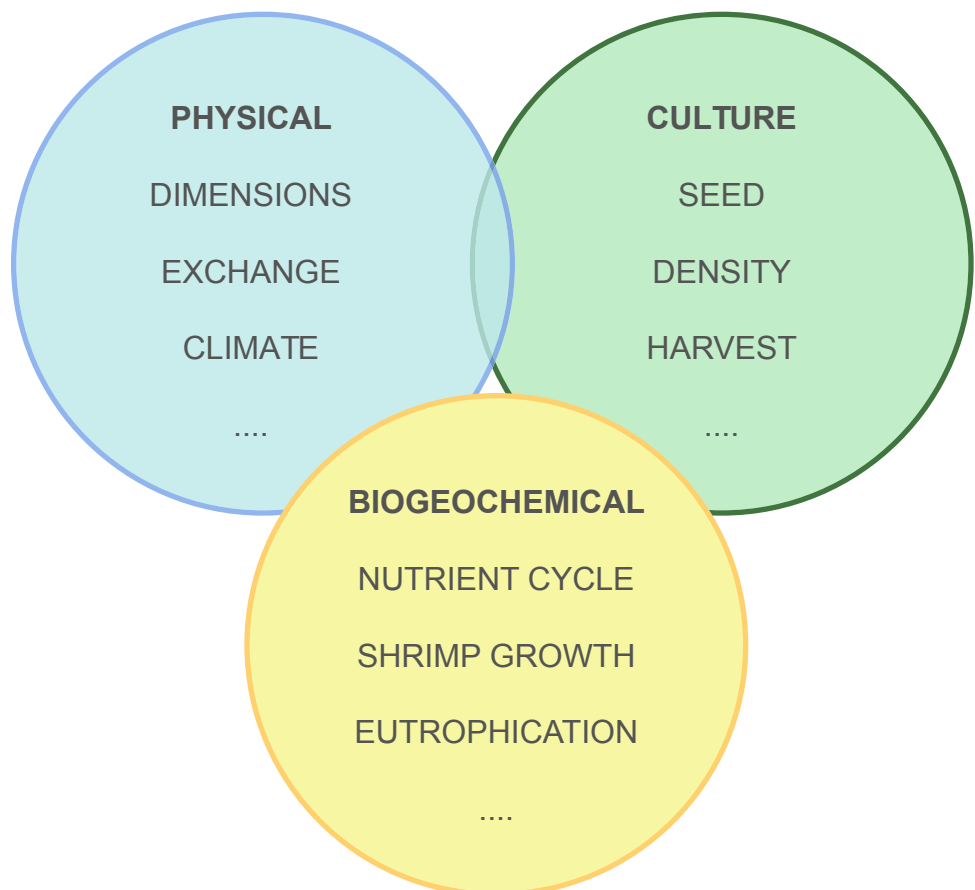 PHYSICAL
DIMENSIONS
EXCHANGE
CLIMATE
....
CULTURE
SEED
DENSITY
HARVEST
....
BIOGEOCHEMICAL
NUTRIENT CYCLE
SHRIMP GROWTH
EUTROPHICATION
....